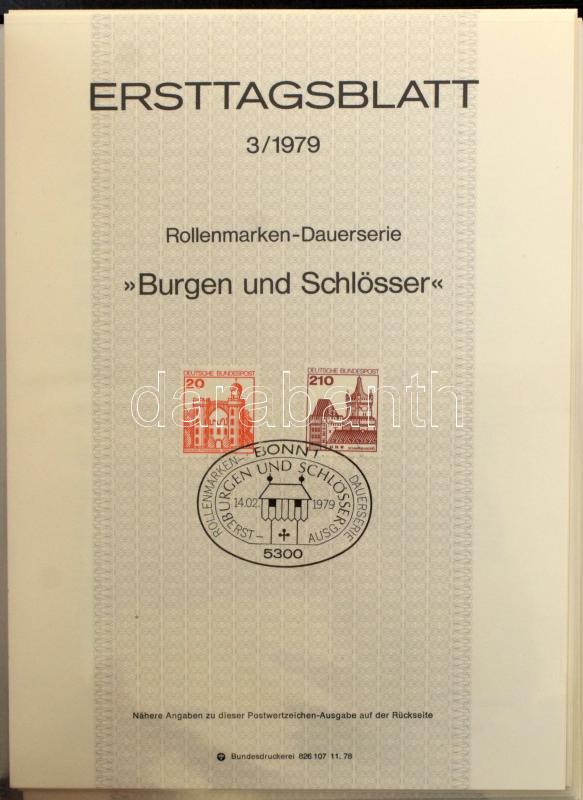 ERSTTAGSBLATT
3/1979
Rollenmarken-Dauerserie
»Burgen und Schlösser«
DEUTSCHE BUNDESPOST
20
DEUTSCHE BUNDESPOST
210
darabanth
BONN 1
ROLLENMARKEN- DAUERSERIE
BURGEN UND SCHLÖSSER
14.02. 1979
ERST- AUSG.
5300
Nähere Angaben zu dieser Postwertzeichen-Ausgabe auf der Rückseite
Bundesdruckerei 826 107 11. 78